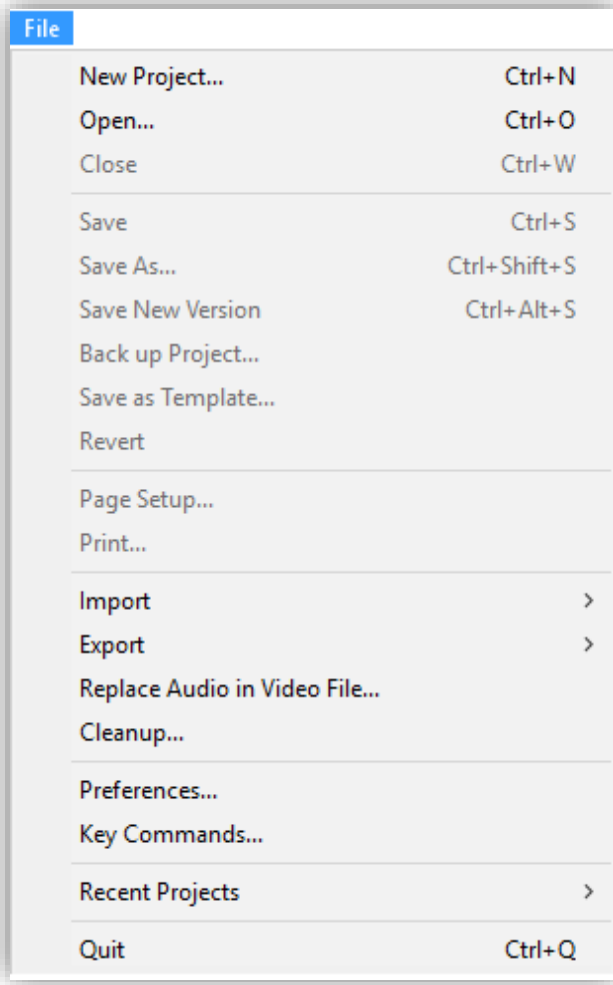 File
New Project... Ctrl+N
Open... Ctrl+O
Close Ctrl+W
Save Ctrl+S
Save As... Ctrl+Shift+S
Save New Version Ctrl+Alt+S
Back up Project...
Save as Template...
Revert
Page Setup...
Print...
Import
Export
Replace Audio in Video File...
Cleanup...
Preferences...
Key Commands...
Recent Projects
Quit Ctrl+Q